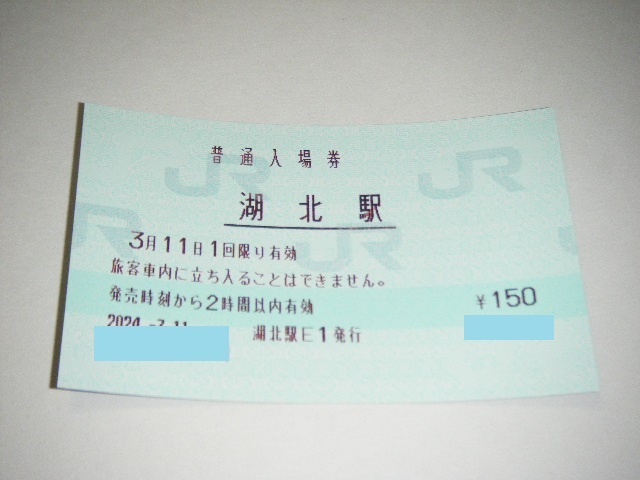 普通入場券
湖北駅
3月11日1回限り有効
旅客車内に立ち入ることはできません。
発売時刻から2時間以内有効
¥150
2024.-3.11
湖北駅E1発行